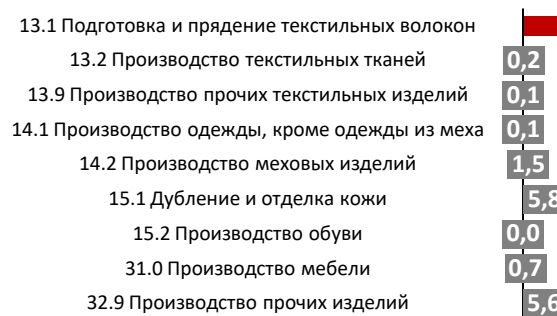 13.1 Подготовка и прядение текстильных волокон
13.2 Производство текстильных тканей 0,2
13.9 Производство прочих текстильных изделий 0,1
14.1 Производство одежды, кроме одежды из меха 0,1
14.2 Производство меховых изделий 1,5
15.1 Дубление и отделка кожи 5,8
15.2 Производство обуви 0,0
31.0 Производство мебели 0,7
32.9 Производство прочих изделий 5,6